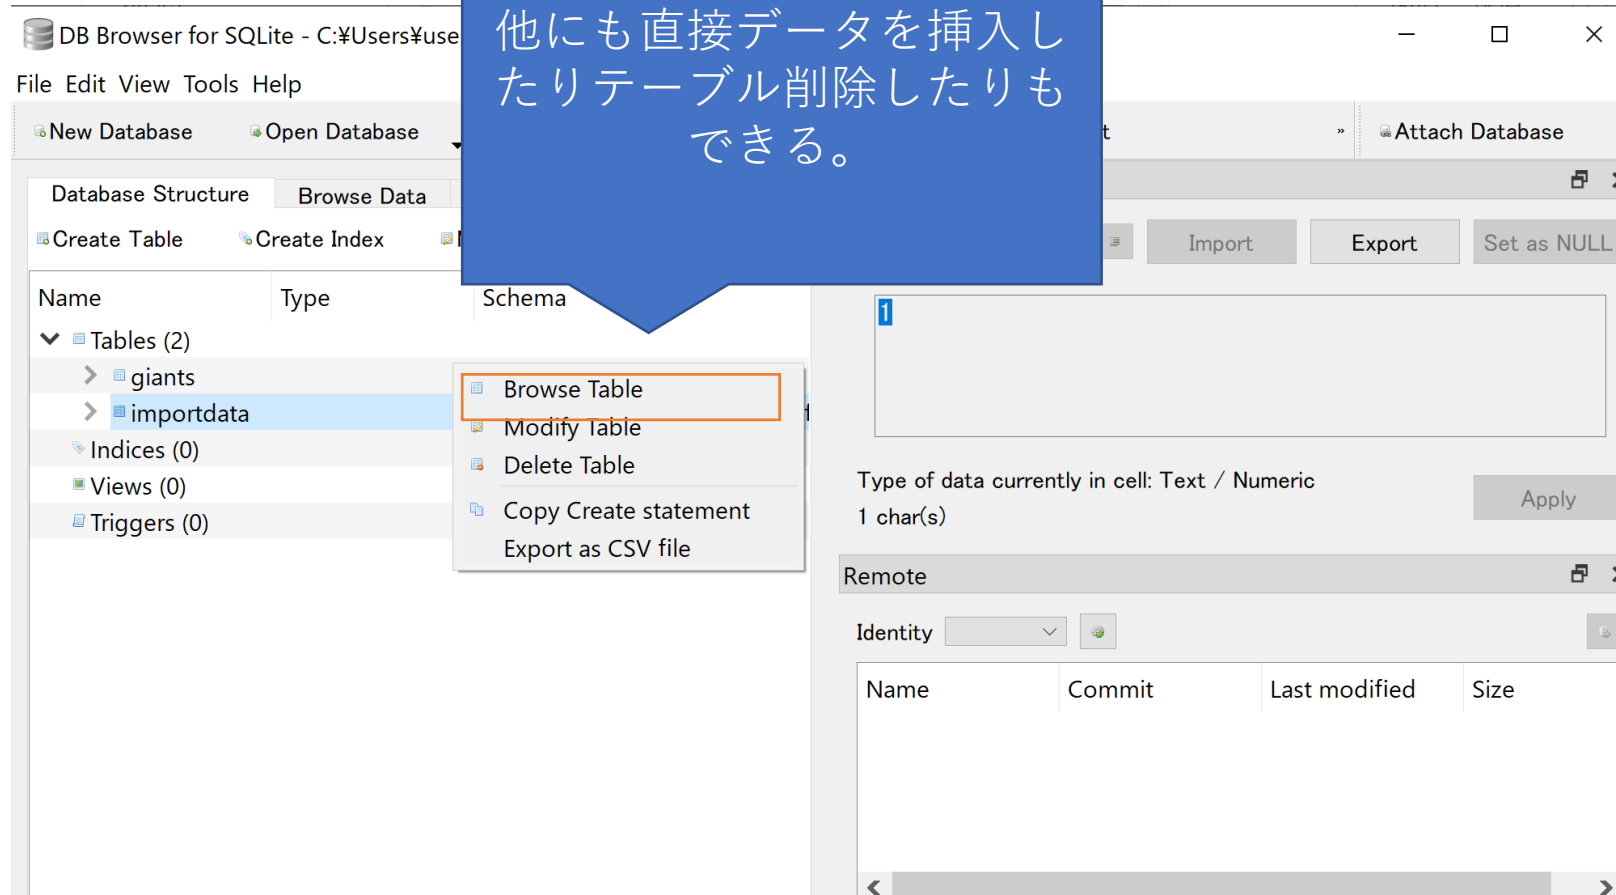 DB Browser for SQLite - C:¥Users¥use
他にも直接データを挿入し
たりテーブル削除したりも
できる。
File Edit View Tools Help
New Database Open Database » Attach Database
Database Structure Browse Data
Create Table Create Index
Import Export Set as NULL
Name Type Schema
1
Tables (2)
giants
importdata
Indices (0)
Views (0)
Triggers (0)
Browse Table
Modify Table
Delete Table
Copy Create statement
Export as CSV file
Type of data currently in cell: Text / Numeric
1 char(s)
Apply
Remote
Identity
Name Commit Last modified Size